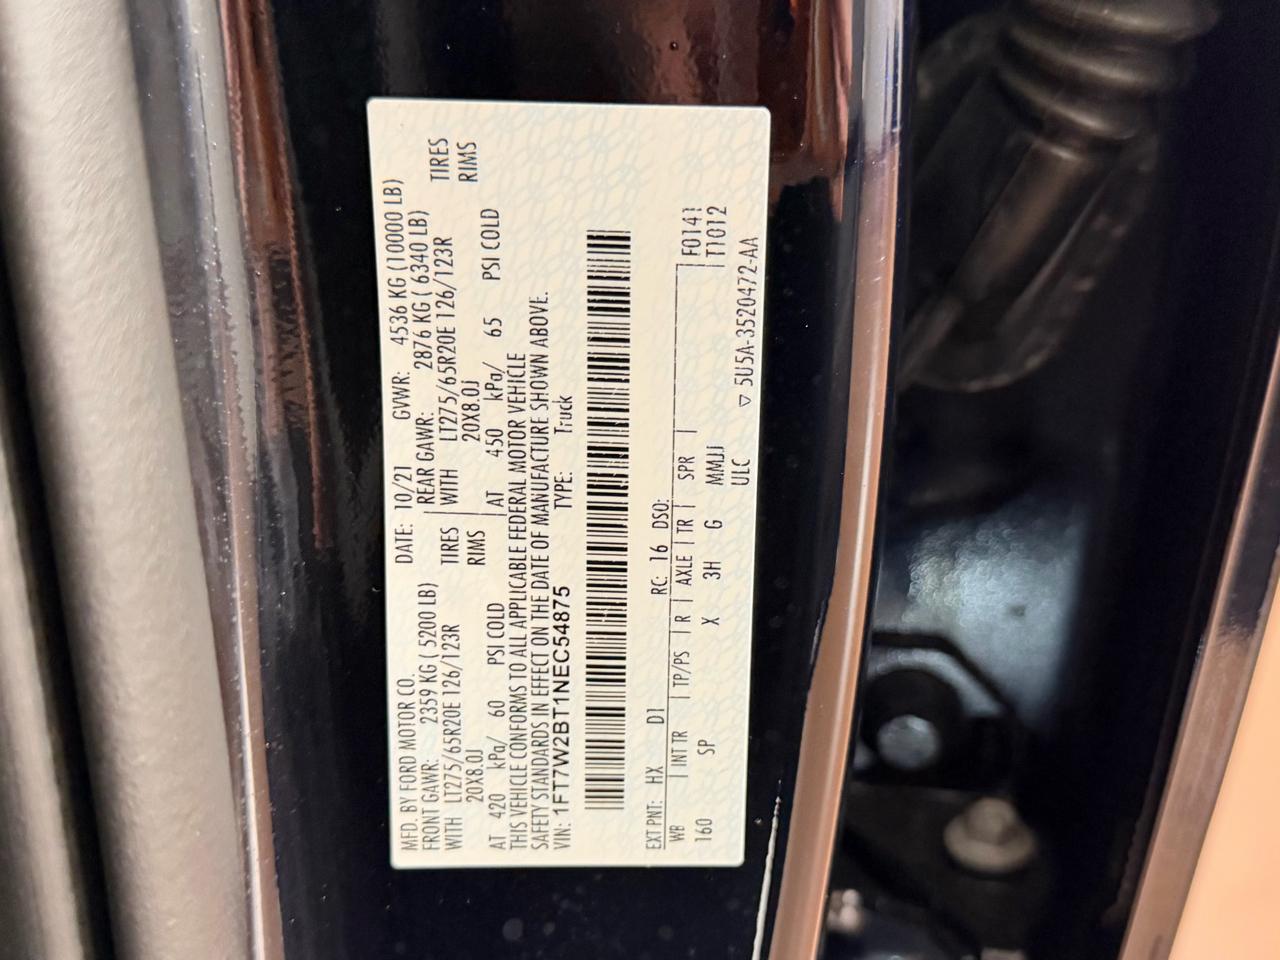 MFD. BY FORD MOTOR CO. DATE: 10/21 GVWR: 4536 KG (10000 LB)
FRONT GAWR: 2359 KG ( 5200 LB) REAR GAWR: 2876 KG ( 6340 LB)
WITH LT275/65R20E 126/123R TIRES WITH LT275/65R20E 126/123R TIRES
20X8.0J RIMS 20X8.0J RIMS
AT 420 kPa/ 60 PSI COLD AT 450 kPa/ 65 PSI COLD
THIS VEHICLE CONFORMS TO ALL APPLICABLE FEDERAL MOTOR VEHICLE
SAFETY STANDARDS IN EFFECT ON THE DATE OF MANUFACTURE SHOWN ABOVE.
VIN: 1FT7W2BT1NEC54875 TYPE: Truck
EXT PNT: HX D1 RC: 16 DSO:
WB INT TR TP/PS R AXLE TR SPR F0141
160 SP X 3H G MMJJ T1012
ULC ▽ 5U5A-3520472-AA